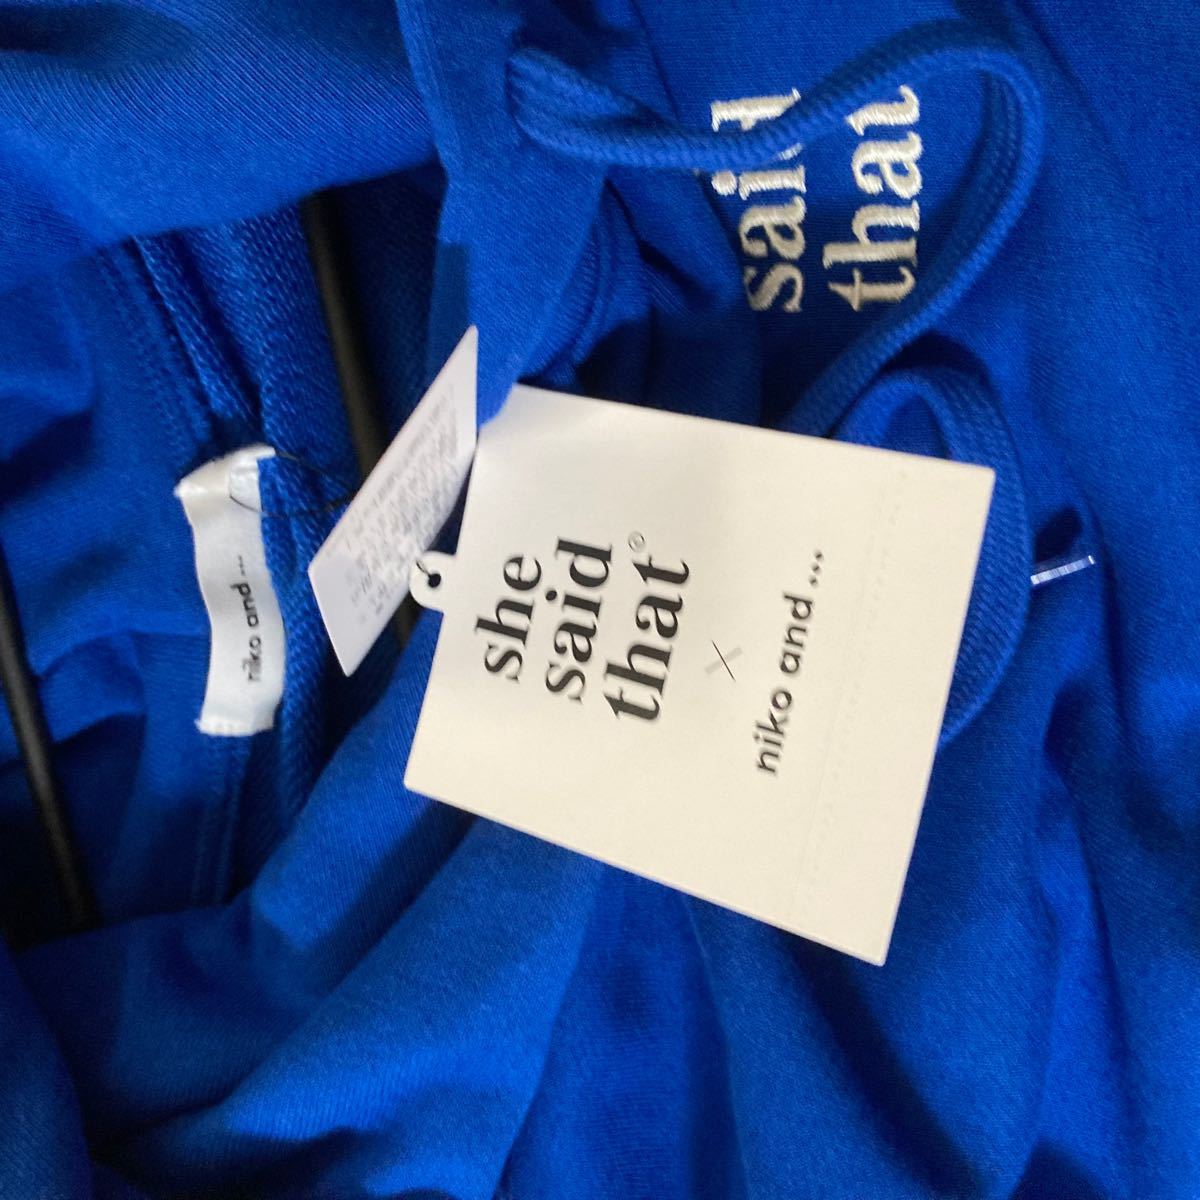 said
that
niko and ...
she
said
that©
×
niko and ...